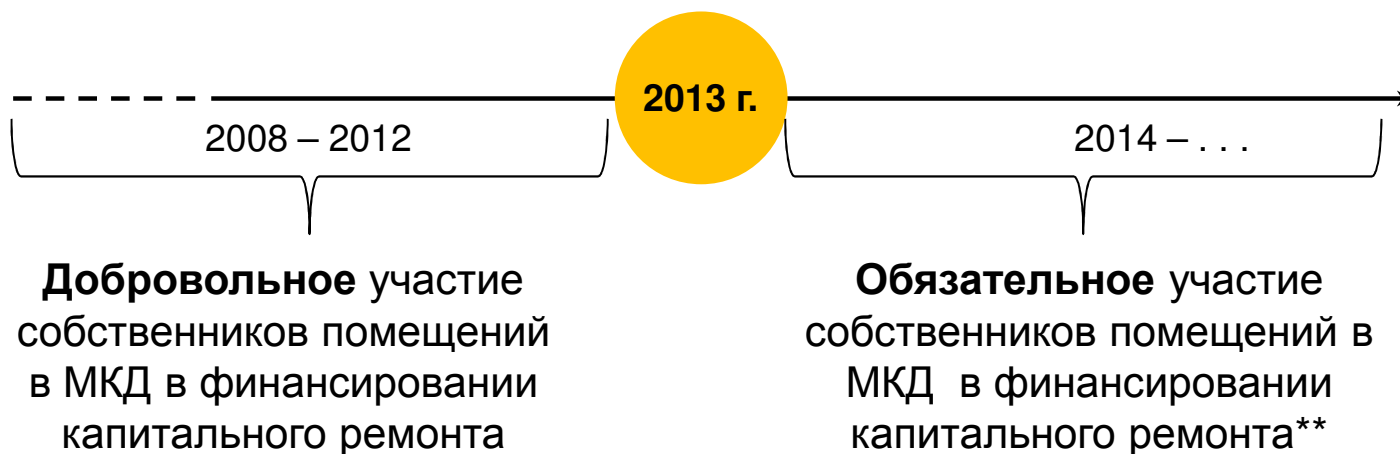 2013 г.
2008 – 2012
2014 – . . .
Добровольное участие
собственников помещений
в МКД в финансировании
капитального ремонта
Обязательное участие
собственников помещений в
МКД в финансировании
капитального ремонта**